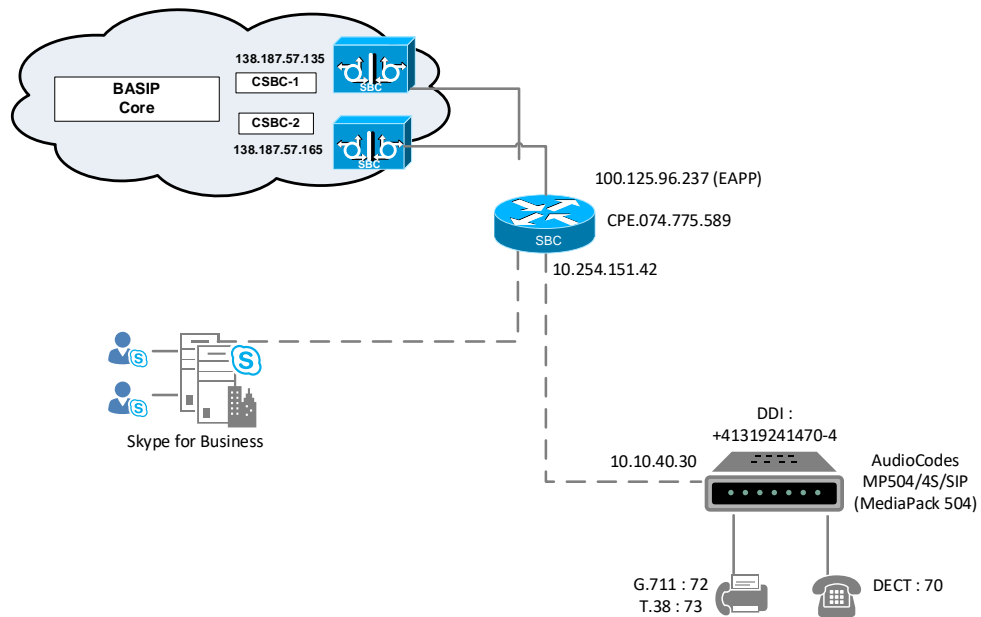 138.187.57.135
BASIP
Core
CSBC-1
SBC
CSBC-2
138.187.57.165
SBC
100.125.96.237 (EAPP)
CPE.074.775.589
SBC
10.254.151.42
S
S
S
Skype for Business
DDI :
+41319241470-4
10.10.40.30
AudioCodes
MP504/4S/SIP
(MediaPack 504)
G.711 : 72
T.38 : 73
DECT : 70